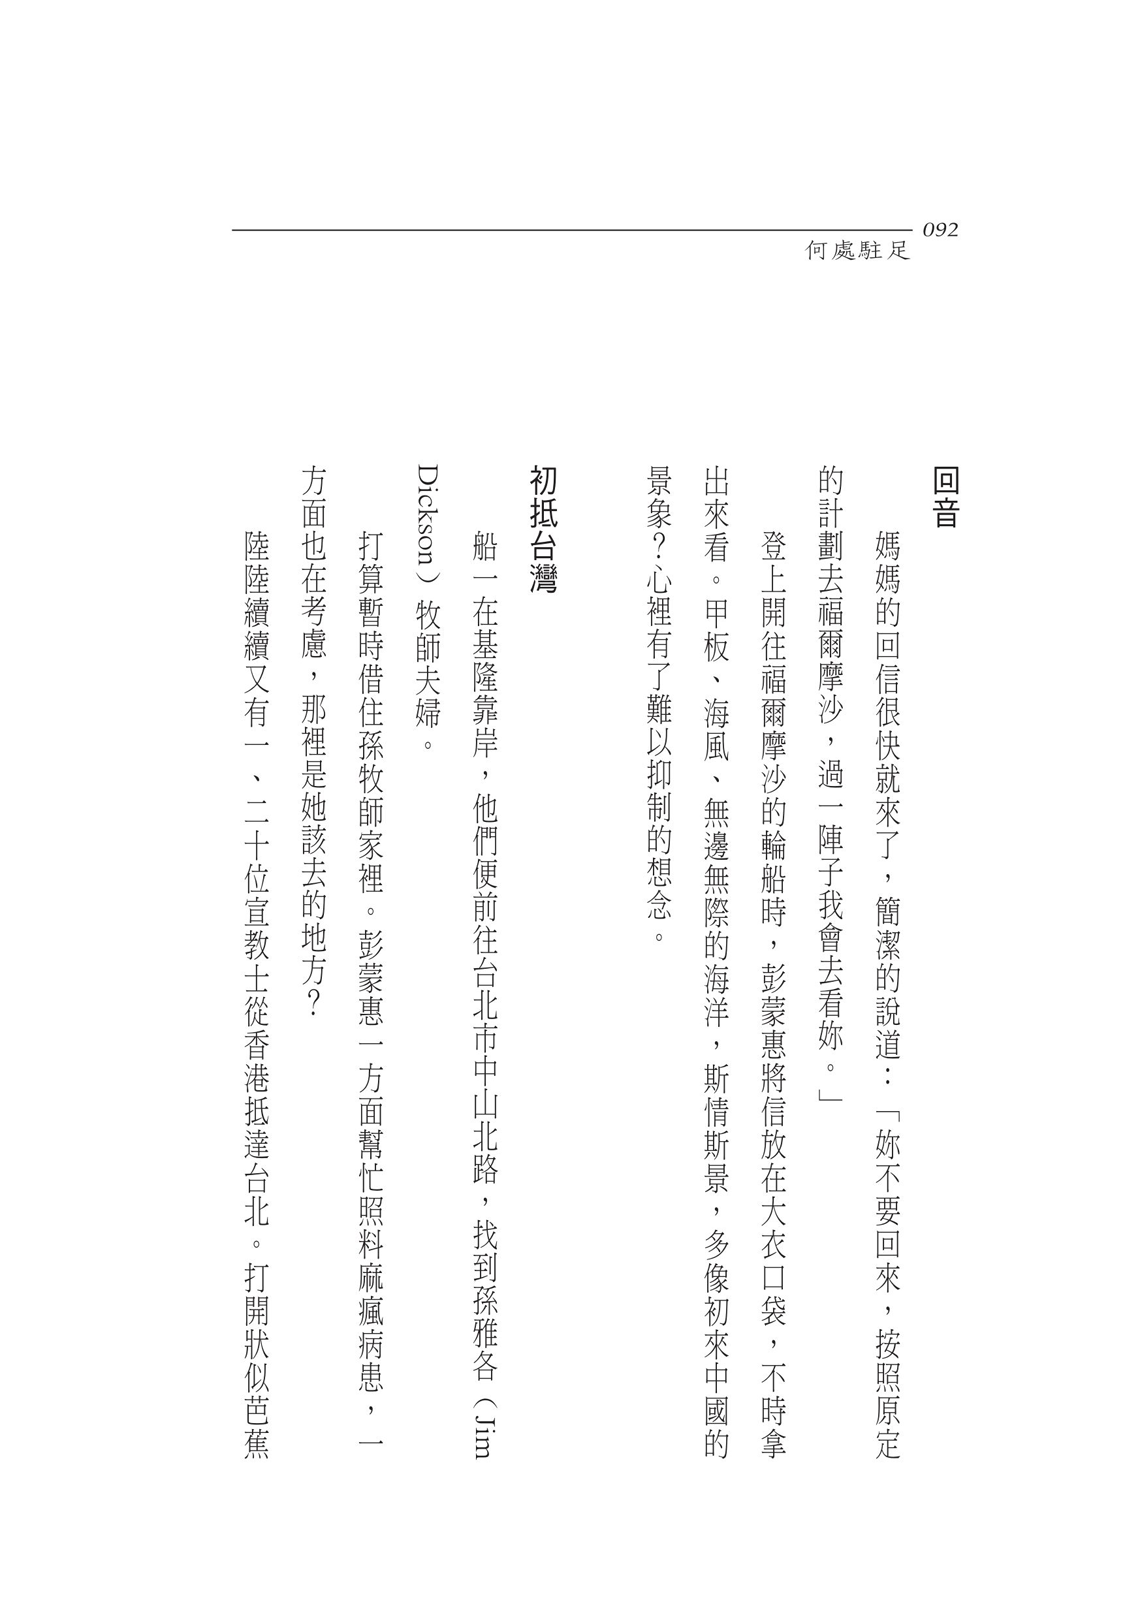 092
何處駐足
回音
媽媽的回信很快就來了，簡潔的說道：「妳不要回來，按照原定
的計劃去福爾摩沙，過一陣子我會去看妳。」
登上開往福爾摩沙的輪船時，彭蒙惠將信放在大衣口袋，不時拿
出來看。甲板、海風、無邊無際的海洋，斯情斯景，多像初來中國的
景象？心裡有了難以抑制的想念。
初抵台灣
船一在基隆靠岸，他們便前往台北市中山北路，找到孫雅各（Jim
Dickson）牧師夫婦。
打算暫時借住孫牧師家裡。彭蒙惠一方面幫忙照料麻瘋病患，一
方面也在考慮，那裡是她該去的地方？
陸陸續續又有一、二十位宣教士從香港抵達台北。打開狀似芭蕉